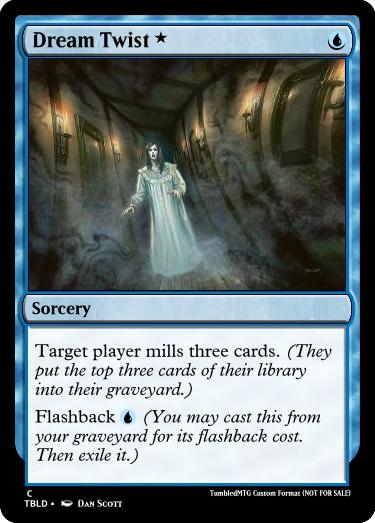 Dream Twist ★
Sorcery
Target player mills three cards. (They
put the top three cards of their library
into their graveyard.)
Flashback (You may cast this from
your graveyard for its flashback cost.
Then exile it.)
C
TBLD • Dan Scott
TumbledMTG Custom Format (NOT FOR SALE)